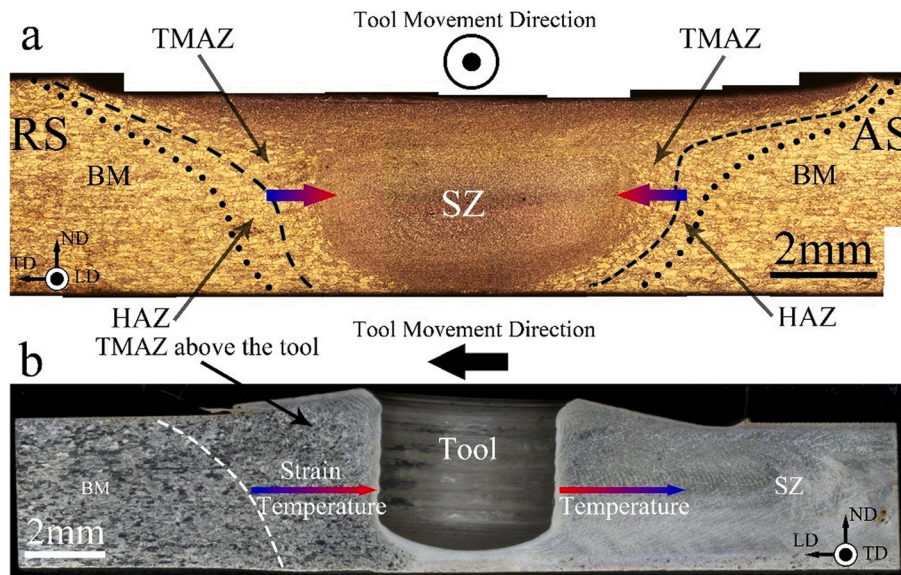 a
Tool Movement Direction
TMAZ
TMAZ
RS
AS
BM
BM
SZ
ND
TD
LD
2mm
HAZ
HAZ
TMAZ above the tool
Tool Movement Direction
b
Tool
Strain
BM
Temperature
Temperature
SZ
2mm
ND
LD
TD